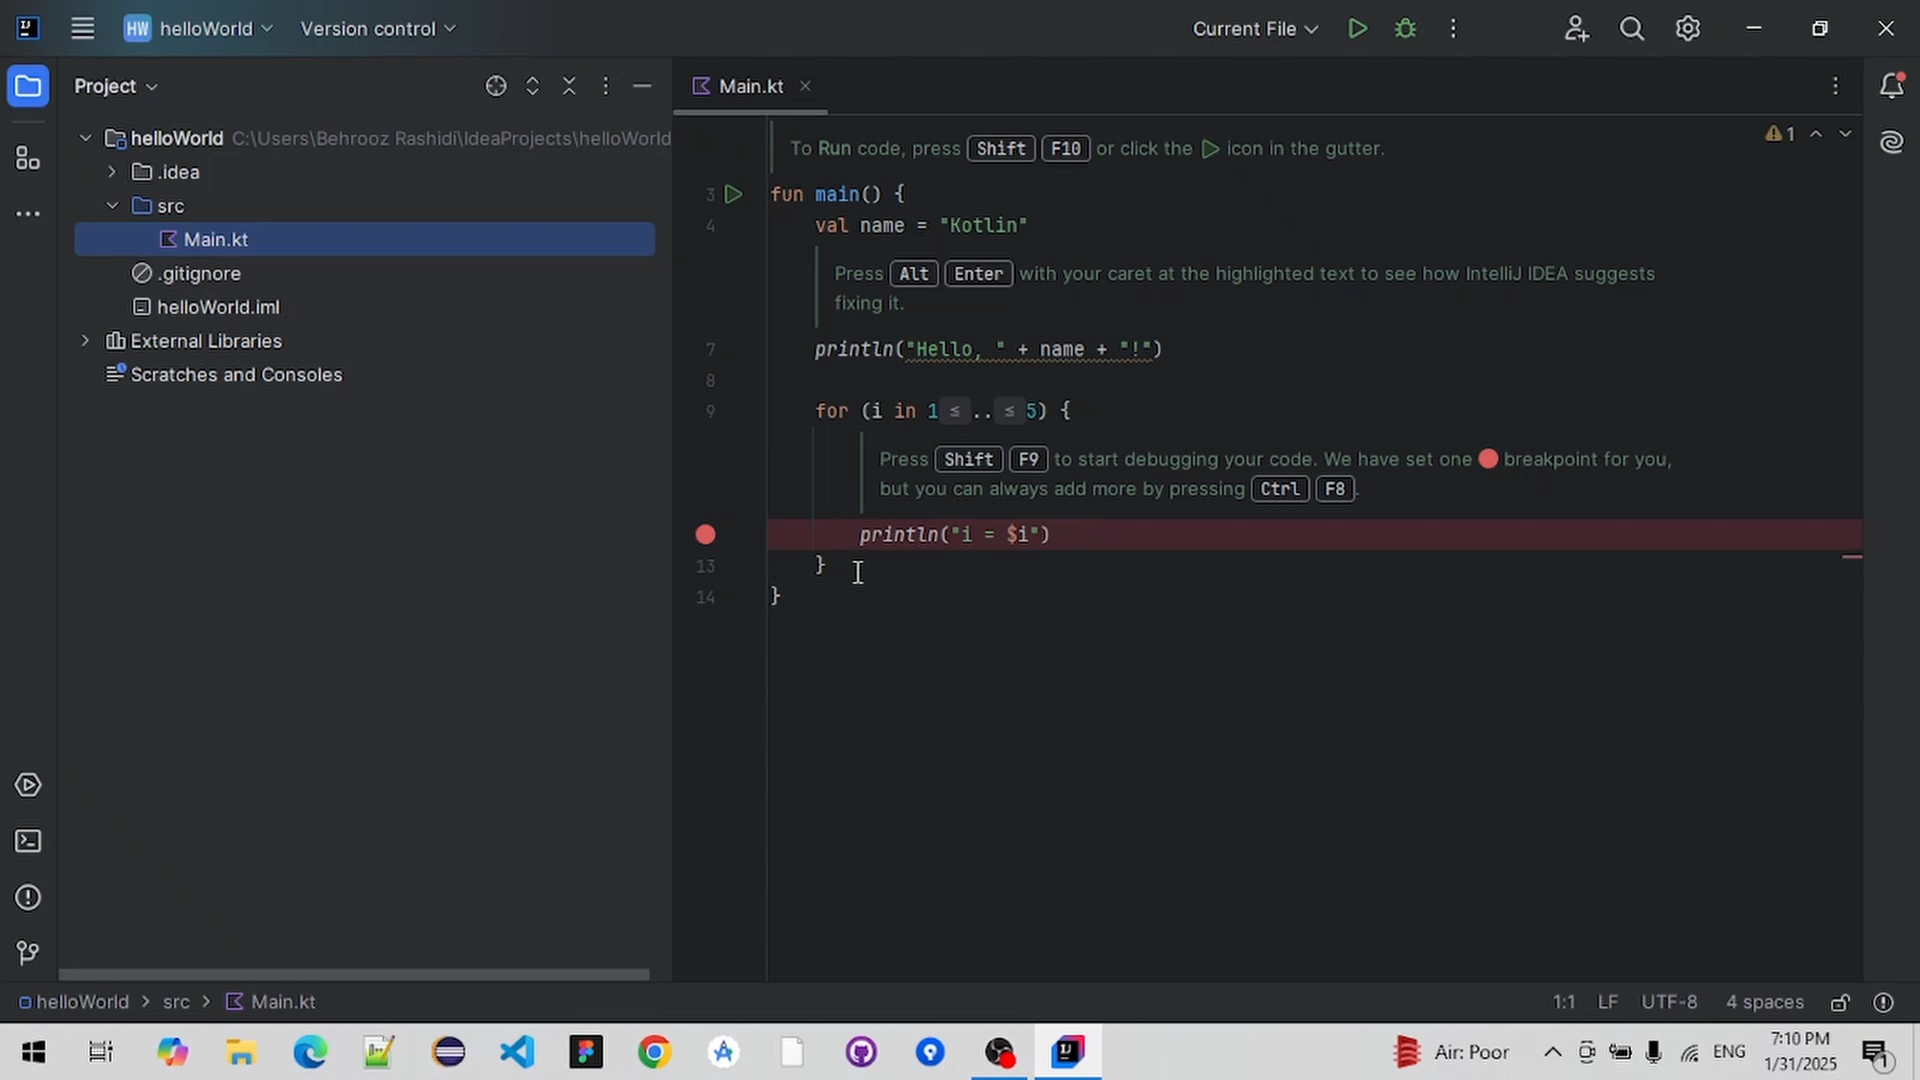 HW helloWorld Version control Current File
Project
Main.kt
helloWorld C:\Users\Behrooz Rashidi\IdeaProjects\helloWorld
.idea
src
Main.kt
.gitignore
helloWorld.iml
External Libraries
Scratches and Consoles
1
To Run code, press Shift F10 or click the icon in the gutter.
3 fun main() {
4 val name = "Kotlin"
Press Alt Enter with your caret at the highlighted text to see how IntelliJ IDEA suggests
fixing it.
7 println("Hello, " + name + "!")
8
9 for (i in 1 ≤ .. ≤ 5) {
Press Shift F9 to start debugging your code. We have set one breakpoint for you,
but you can always add more by pressing Ctrl F8.
println("i = $i")
13 }
14 }
helloWorld > src > Main.kt
1:1 LF UTF-8 4 spaces
Air: Poor
ENG
7:10 PM
1/31/2025
1